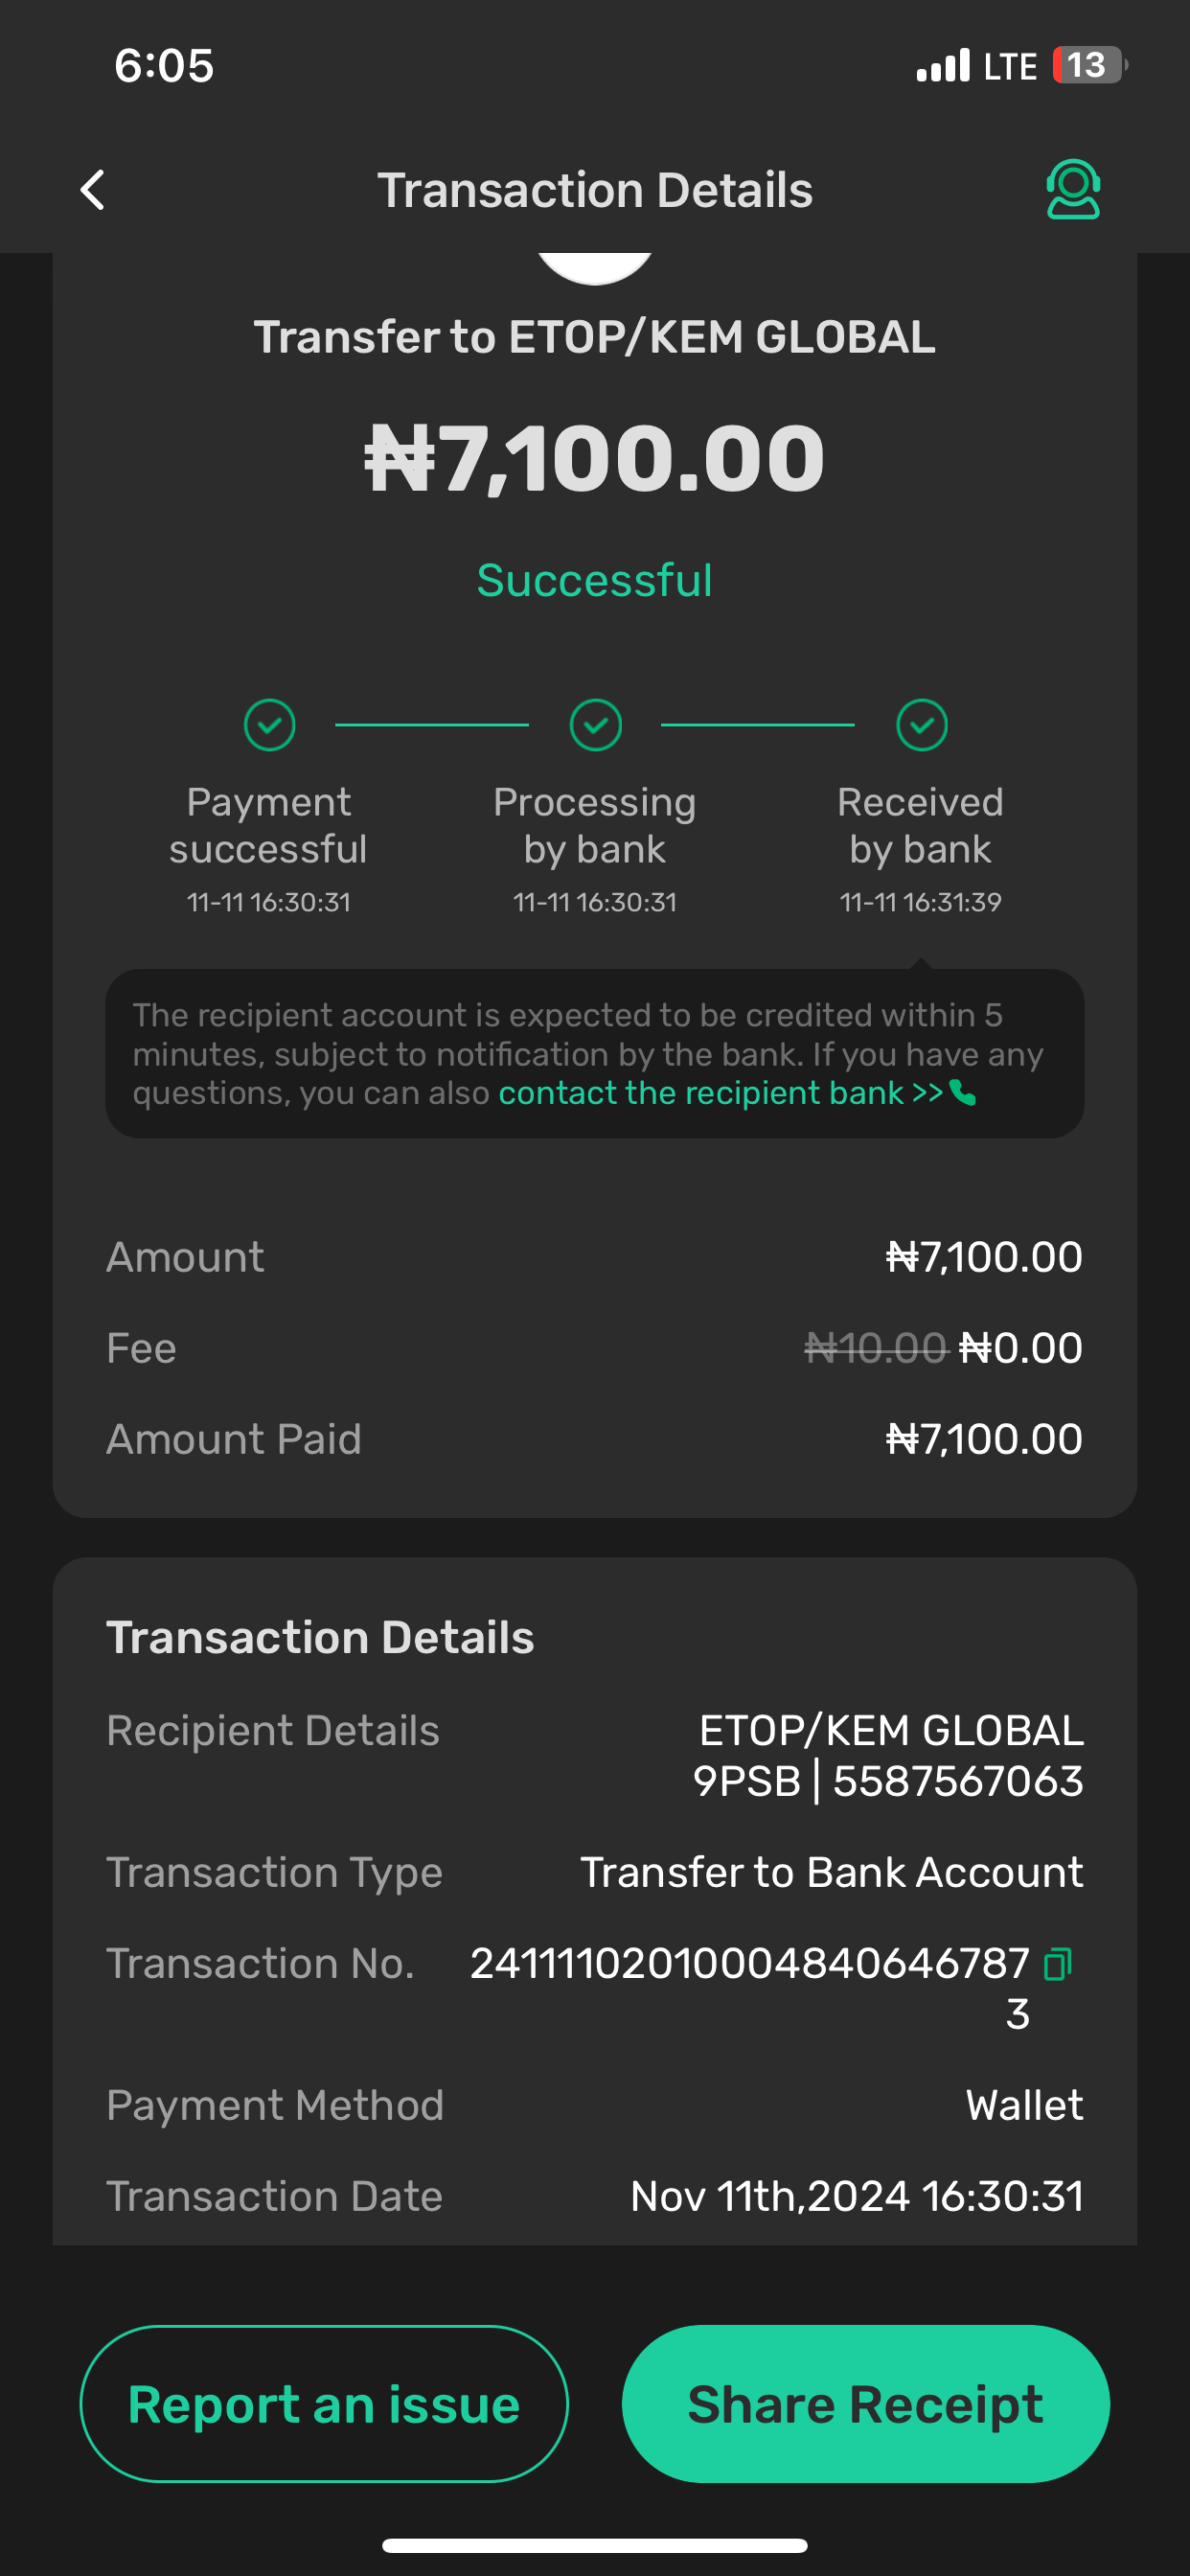 6:05
LTE 13
Transaction Details
Transfer to ETOP/KEM GLOBAL
₦7,100.00
Successful
Payment
successful
11-11 16:30:31
Processing
by bank
11-11 16:30:31
Received
by bank
11-11 16:31:39
The recipient account is expected to be credited within 5
minutes, subject to notification by the bank. If you have any
questions, you can also contact the recipient bank >>
Amount ₦7,100.00
Fee ₦10.00 ₦0.00
Amount Paid ₦7,100.00
Transaction Details
Recipient Details ETOP/KEM GLOBAL
9PSB | 5587567063
Transaction Type Transfer to Bank Account
Transaction No. 24111102010004840646787
3
Payment Method Wallet
Transaction Date Nov 11th,2024 16:30:31
Report an issue
Share Receipt